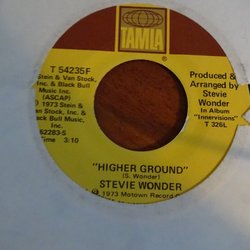 TAMLA
T 54235F
Stein & Van Stock,
Inc. & Black Bull
Music Inc.
(ASCAP)
℗ 1973 Stein &
Van Stock, Inc. &
Black Bull Music,
Inc.
62283-S
Time 3:10
Produced &
Arranged by
Stevie
Wonder
In Album
"Innervisions"
T 326L
"HIGHER GROUND"
(S. Wonder)
STEVIE WONDER
1973 Motown Record